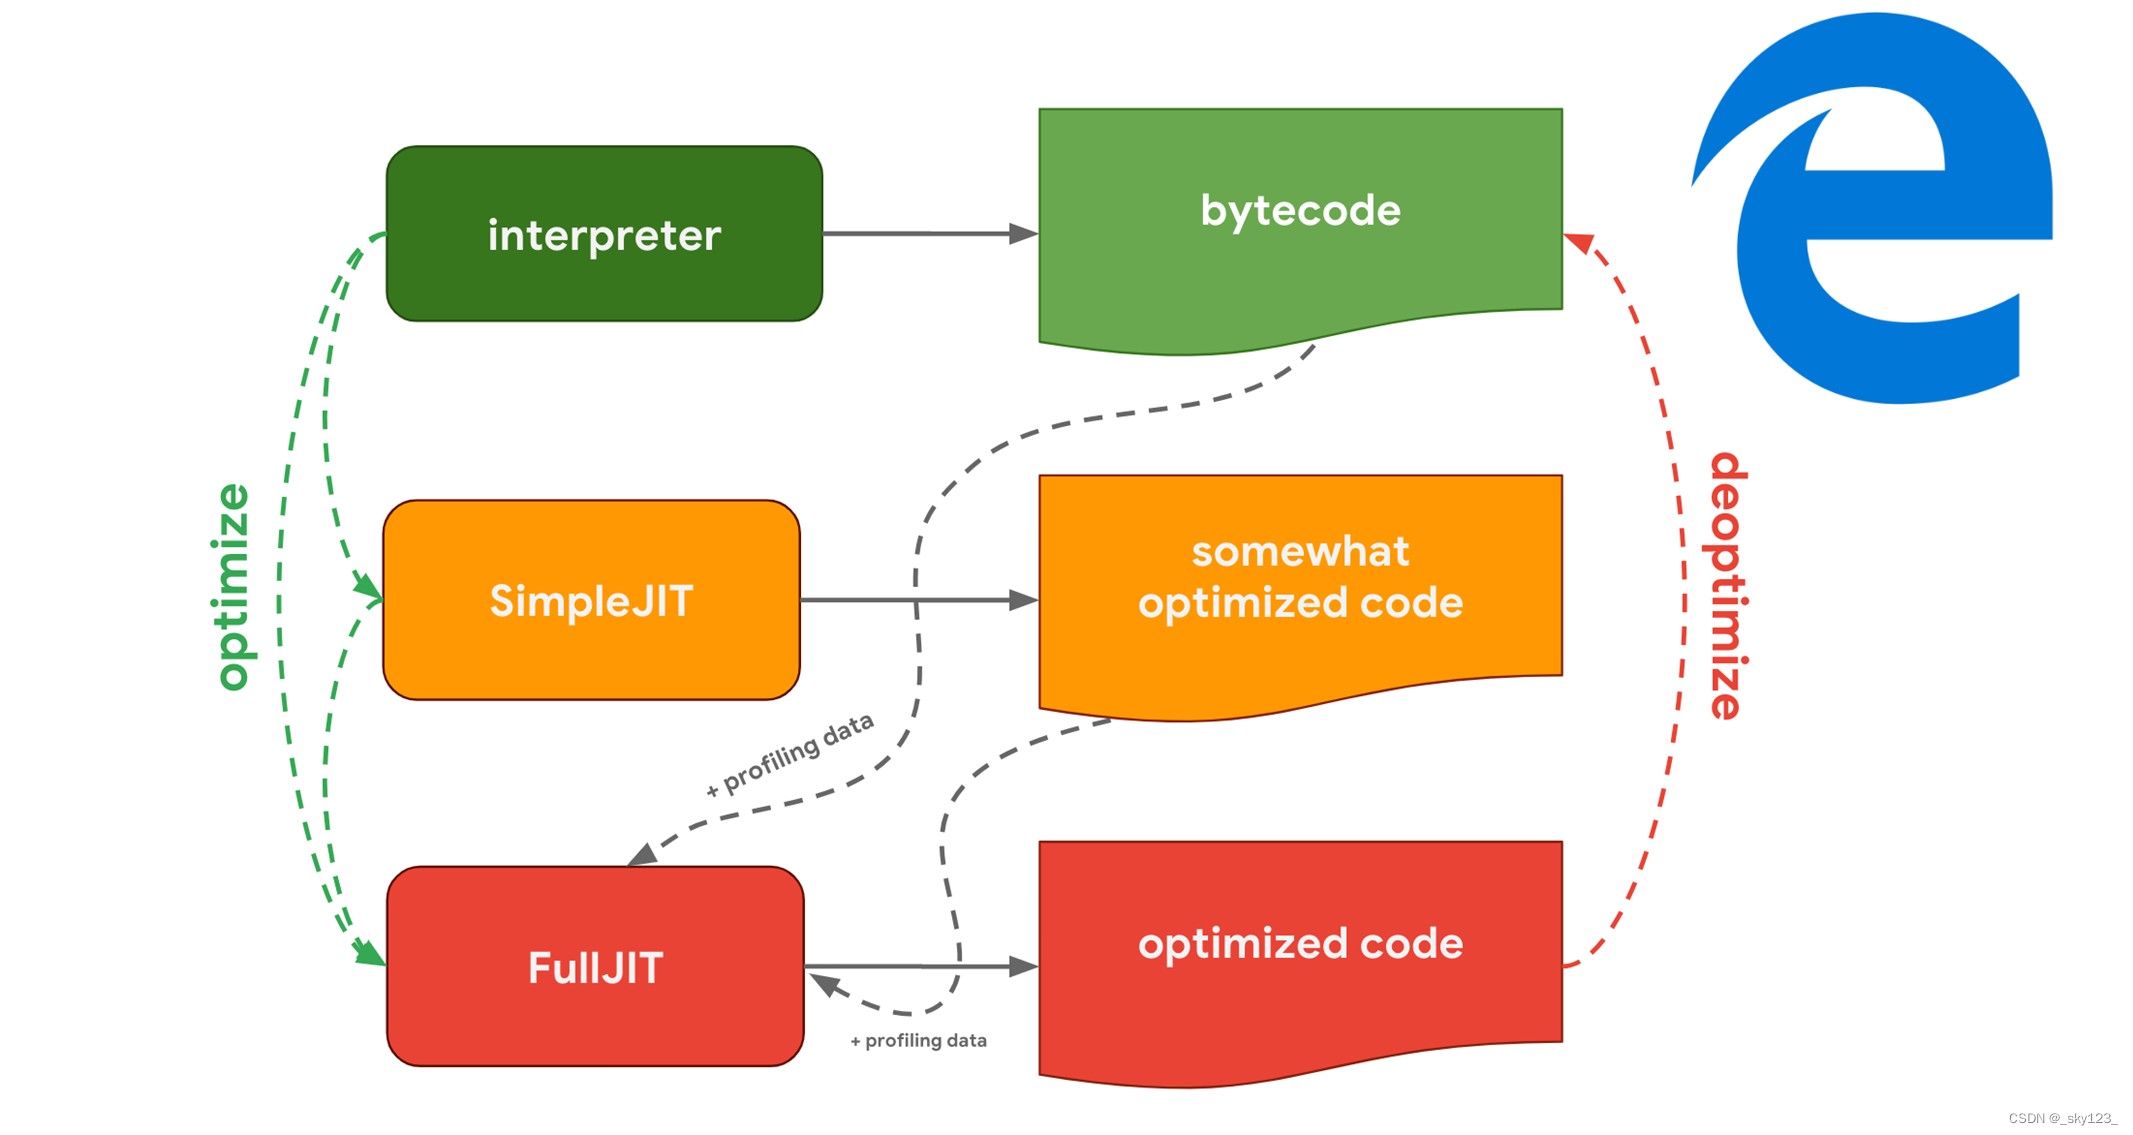 interpreter
bytecode
optimize
SimpleJIT
somewhat
optimized code
deoptimize
+ profiling data
FullJIT
optimized code
+ profiling data
CSDN @_sky123_